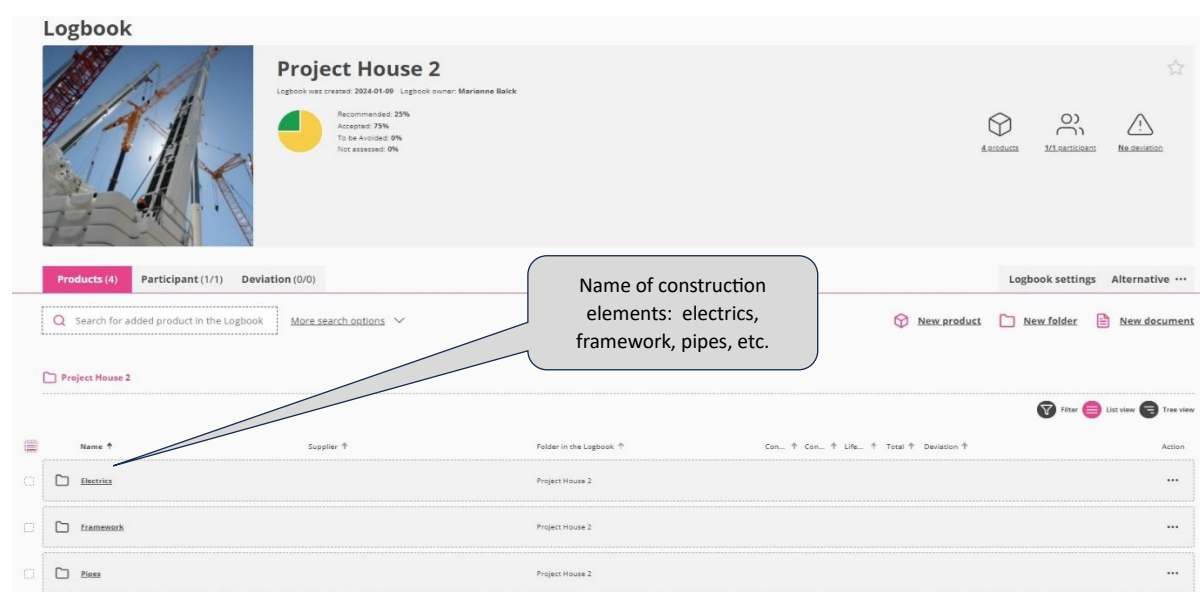 Logbook
Project House 2
Logbook was created: 2024-01-09 Logbook owner: Marianne Balck
Recommended: 25%
Accepted: 75%
To be Avoided: 0%
Not assessed: 0%
4 products 1/1 participant No deviation
Products (4) Participant (1/1) Deviation (0/0) Logbook settings Alternative ···
Name of construction
elements: electrics,
framework, pipes, etc.
Search for added product in the Logbook More search options New product New folder New document
Project House 2
Filter List view Tree view
Name ↑ Supplier ↑ Folder in the Logbook ↑ Con... ↑ Con... ↑ Life... ↑ Total ↑ Deviation ↑ Action
Electrics Project House 2 ···
Framework Project House 2 ···
Pipes Project House 2 ···